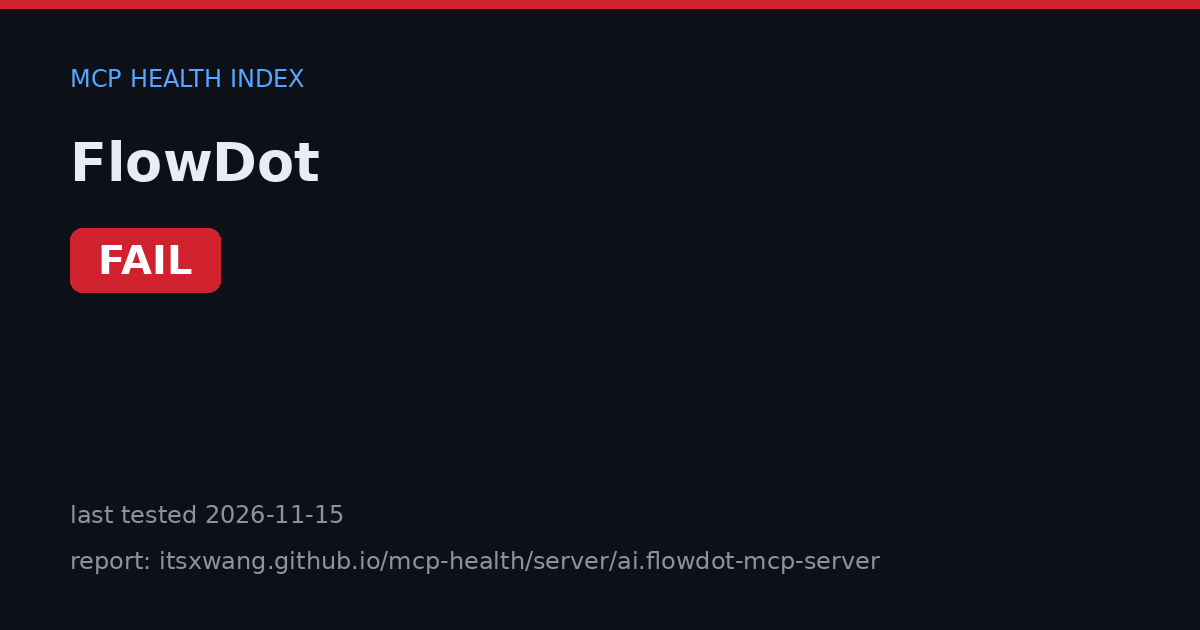 MCP HEALTH INDEX
FlowDot
FAIL
last tested 2026-11-15
report: itsxwang.github.io/mcp-health/server/ai.flowdot-mcp-server